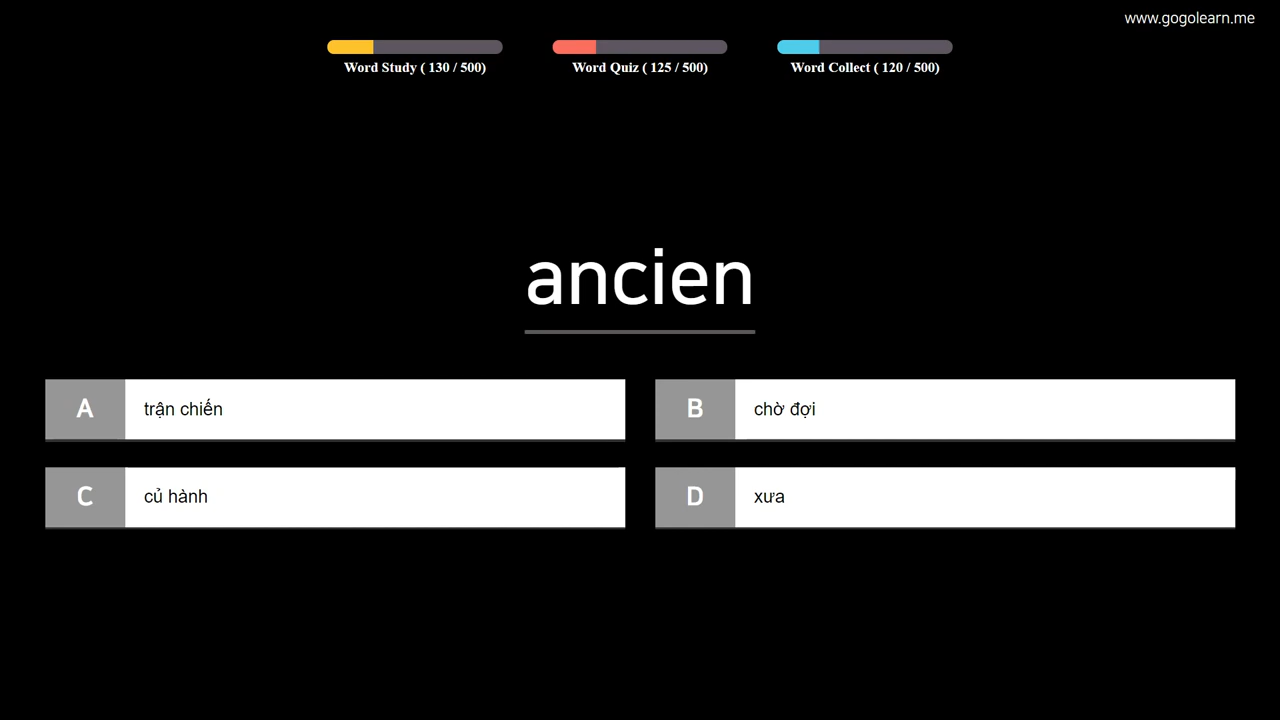 www.gogolearn.me
Word Study ( 130 / 500)
Word Quiz ( 125 / 500)
Word Collect ( 120 / 500)
ancien
A trận chiến
B chờ đợi
C củ hành
D xưa